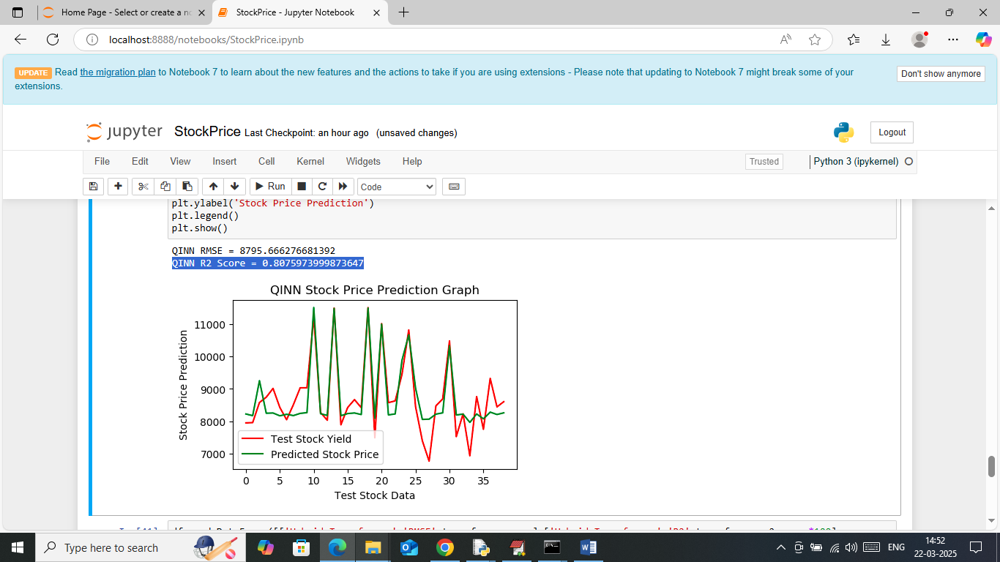 Home Page - Select or create a n
StockPrice - Jupyter Notebook
localhost:8888/notebooks/StockPrice.ipynb
UPDATE Read the migration plan to Notebook 7 to learn about the new features and the actions to take if you are using extensions - Please note that updating to Notebook 7 might break some of your
extensions.
Don't show anymore
jupyter StockPrice Last Checkpoint: an hour ago (unsaved changes)
Logout
File Edit View Insert Cell Kernel Widgets Help
Trusted
Python 3 (ipykernel)
Run
Code
plt.ylabel('Stock Price Prediction')
plt.legend()
plt.show()
QINN RMSE = 8795.666276681392
QINN R2 Score = 0.8075973999873647
QINN Stock Price Prediction Graph
Stock Price Prediction
11000
10000
9000
8000
7000
Test Stock Yield
Predicted Stock Price
0 5 10 15 20 25 30 35
Test Stock Data
Type here to search
ENG
14:52
22-03-2025